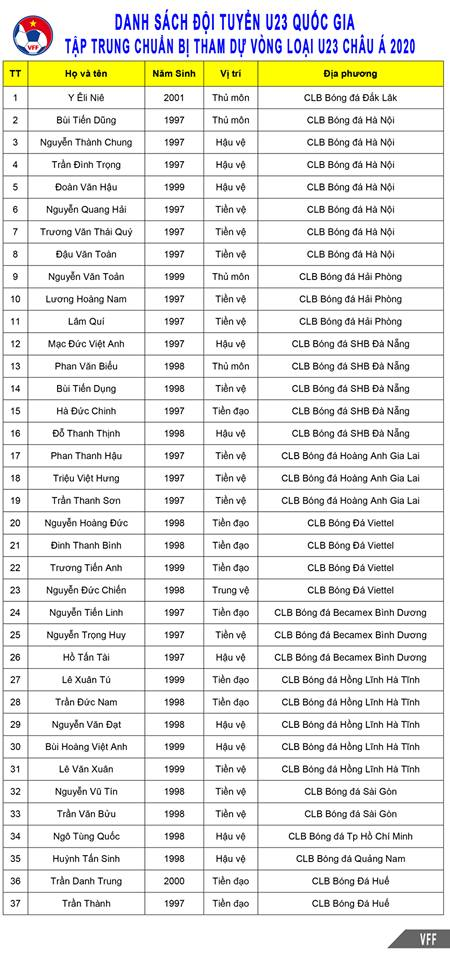 VFF
DANH SÁCH ĐỘI TUYỂN U23 QUỐC GIA
TẬP TRUNG CHUẨN BỊ THAM DỰ VÒNG LOẠI U23 CHÂU Á 2020
TT Họ và tên Năm Sinh Vị trí Địa phương
1 Y Êli Niê 2001 Thủ môn CLB Bóng đá Đắk Lăk
2 Bùi Tiến Dũng 1997 Thủ môn CLB Bóng đá Hà Nội
3 Nguyễn Thành Chung 1997 Hậu vệ CLB Bóng đá Hà Nội
4 Trần Đình Trọng 1997 Hậu vệ CLB Bóng đá Hà Nội
5 Đoàn Văn Hậu 1999 Hậu vệ CLB Bóng đá Hà Nội
6 Nguyễn Quang Hải 1997 Tiền vệ CLB Bóng đá Hà Nội
7 Trương Văn Thái Quý 1997 Tiền vệ CLB Bóng đá Hà Nội
8 Đậu Văn Toàn 1997 Tiền vệ CLB Bóng đá Hà Nội
9 Nguyễn Văn Toản 1999 Thủ môn CLB Bóng đá Hải Phòng
10 Lương Hoàng Nam 1997 Tiền vệ CLB Bóng đá Hải Phòng
11 Lâm Quí 1997 Tiền vệ CLB Bóng đá Hải Phòng
12 Mạc Đức Việt Anh 1997 Hậu vệ CLB Bóng đá SHB Đà Nẵng
13 Phan Văn Biểu 1998 Thủ môn CLB Bóng đá SHB Đà Nẵng
14 Bùi Tiến Dụng 1998 Tiền vệ CLB Bóng đá SHB Đà Nẵng
15 Hà Đức Chinh 1997 Tiền đạo CLB Bóng đá SHB Đà Nẵng
16 Đỗ Thanh Thịnh 1998 Hậu vệ CLB Bóng đá SHB Đà Nẵng
17 Phan Thanh Hậu 1997 Tiền vệ CLB Bóng đá Hoàng Anh Gia Lai
18 Triệu Việt Hưng 1997 Tiền vệ CLB Bóng đá Hoàng Anh Gia Lai
19 Trần Thanh Sơn 1997 Tiền vệ CLB Bóng đá Hoàng Anh Gia Lai
20 Nguyễn Hoàng Đức 1998 Tiền đạo CLB Bóng Đá Viettel
21 Đinh Thanh Bình 1998 Tiền đạo CLB Bóng Đá Viettel
22 Trương Tiến Anh 1999 Tiền đạo CLB Bóng Đá Viettel
23 Nguyễn Đức Chiến 1998 Trung vệ CLB Bóng Đá Viettel
24 Nguyễn Tiến Linh 1997 Tiền đạo CLB Bóng đá Becamex Bình Dương
25 Nguyễn Trọng Huy 1997 Tiền vệ CLB Bóng đá Becamex Bình Dương
26 Hồ Tấn Tài 1997 Hậu vệ CLB Bóng đá Becamex Bình Dương
27 Lê Xuân Tú 1999 Tiền đạo CLB Bóng đá Hồng Lĩnh Hà Tĩnh
28 Trần Đức Nam 1998 Tiền đạo CLB Bóng đá Hồng Lĩnh Hà Tĩnh
29 Nguyễn Văn Đạt 1998 Hậu vệ CLB Bóng đá Hồng Lĩnh Hà Tĩnh
30 Bùi Hoàng Việt Anh 1999 Hậu vệ CLB Bóng đá Hồng Lĩnh Hà Tĩnh
31 Lê Văn Xuân 1999 Tiền vệ CLB Bóng đá Hồng Lĩnh Hà Tĩnh
32 Nguyễn Vũ Tín 1998 Tiền vệ CLB Bóng đá Sài Gòn
33 Trần Văn Bửu 1998 Tiền vệ CLB Bóng đá Sài Gòn
34 Ngô Tùng Quốc 1998 Hậu vệ CLB Bóng đá Tp Hồ Chí Minh
35 Huỳnh Tấn Sinh 1998 Hậu vệ CLB Bóng đá Quảng Nam
36 Trần Danh Trung 2000 Tiền đạo CLB Bóng Đá Huế
37 Trần Thành 1997 Tiền đạo CLB Bóng Đá Huế
VFF